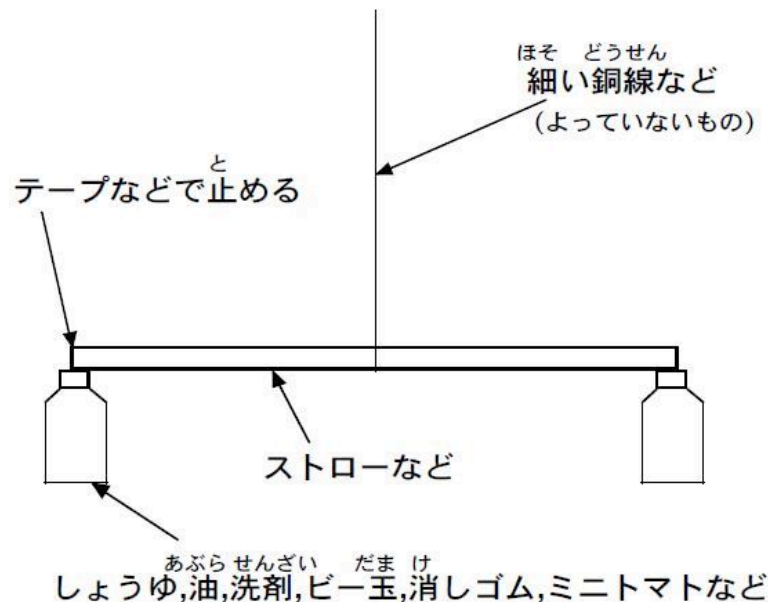 ほそ どうせん
細い銅線など
(よっていないもの)
と
テープなどで止める
ストローなど
あぶら せんざい だま け
しょうゆ,油,洗剤,ビー玉,消しゴム,ミニトマトなど